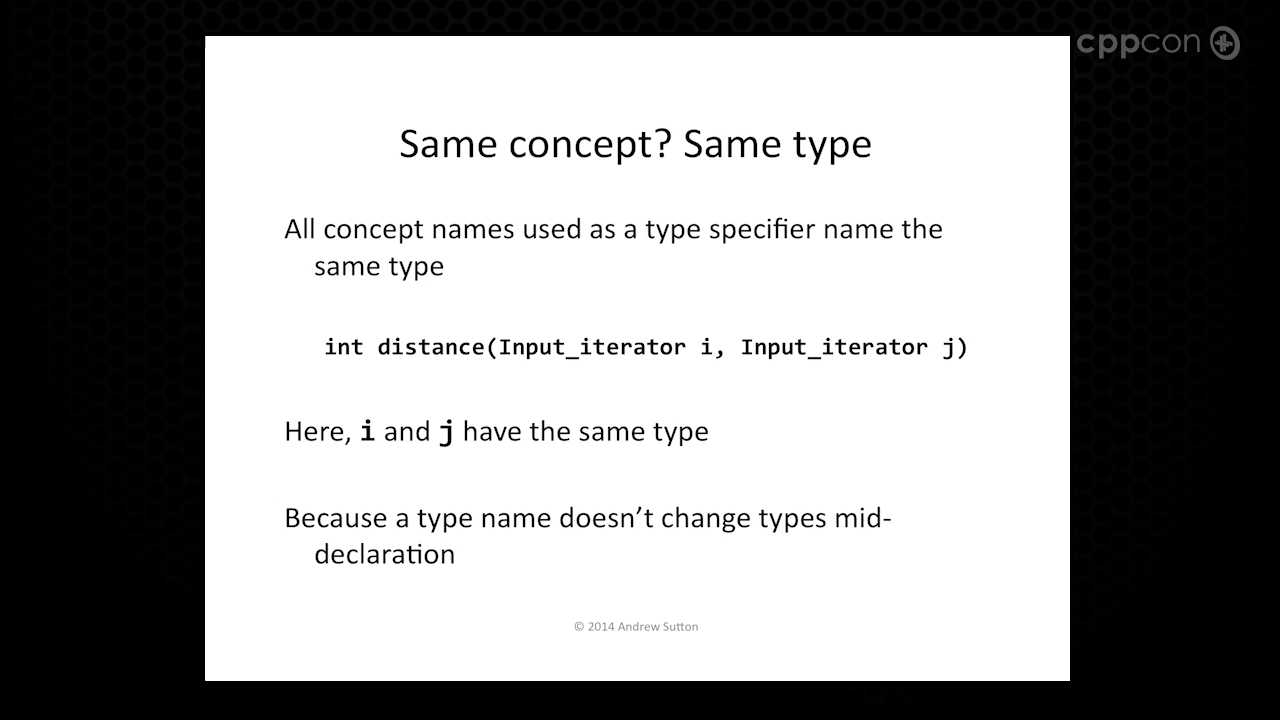 cppcon
Same concept? Same type
All concept names used as a type specifier name the
same type
int distance(Input_iterator i, Input_iterator j)
Here, i and j have the same type
Because a type name doesn’t change types mid-
declaration
© 2014 Andrew Sutton